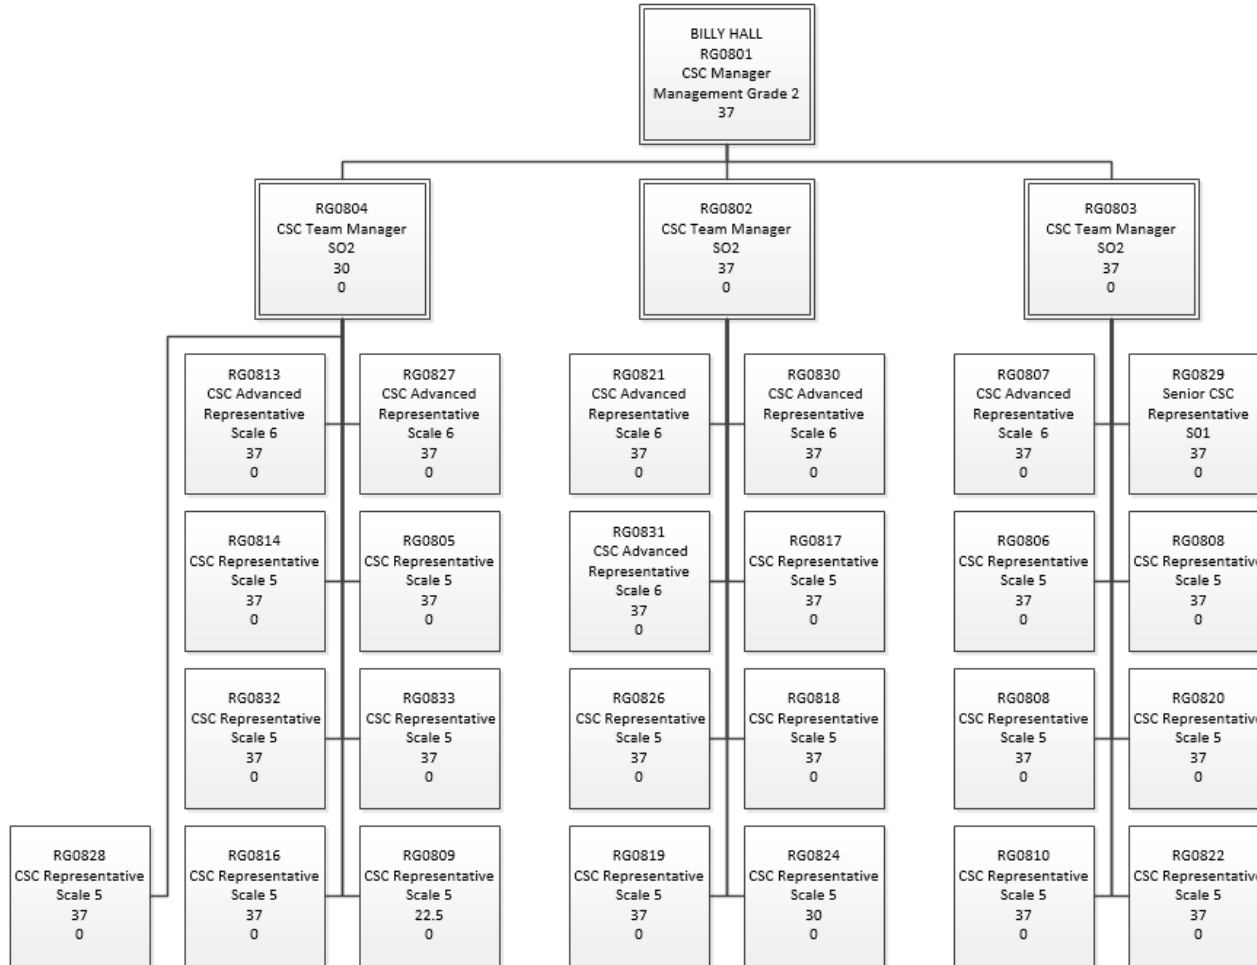 BILLY HALL
RG0801
CSC Manager
Management Grade 2
37
RG0804
CSC Team Manager
SO2
30
0
RG0802
CSC Team Manager
SO2
37
0
RG0803
CSC Team Manager
SO2
37
0
RG0813
CSC Advanced
Representative
Scale 6
37
0
RG0827
CSC Advanced
Representative
Scale 6
37
0
RG0821
CSC Advanced
Representative
Scale 6
37
0
RG0830
CSC Advanced
Representative
Scale 6
37
0
RG0807
CSC Advanced
Representative
Scale 6
37
0
RG0829
Senior CSC
Representative
S01
37
0
RG0814
CSC Representative
Scale 5
37
0
RG0805
CSC Representative
Scale 5
37
0
RG0831
CSC Advanced
Representative
Scale 6
37
0
RG0817
CSC Representative
Scale 5
37
0
RG0806
CSC Representative
Scale 5
37
0
RG0808
CSC Representative
Scale 5
37
0
RG0832
CSC Representative
Scale 5
37
0
RG0833
CSC Representative
Scale 5
37
0
RG0826
CSC Representative
Scale 5
37
0
RG0818
CSC Representative
Scale 5
37
0
RG0808
CSC Representative
Scale 5
37
0
RG0820
CSC Representative
Scale 5
37
0
RG0828
CSC Representative
Scale 5
37
0
RG0816
CSC Representative
Scale 5
37
0
RG0809
CSC Representative
Scale 5
22.5
0
RG0819
CSC Representative
Scale 5
37
0
RG0824
CSC Representative
Scale 5
30
0
RG0810
CSC Representative
Scale 5
37
0
RG0822
CSC Representative
Scale 5
37
0